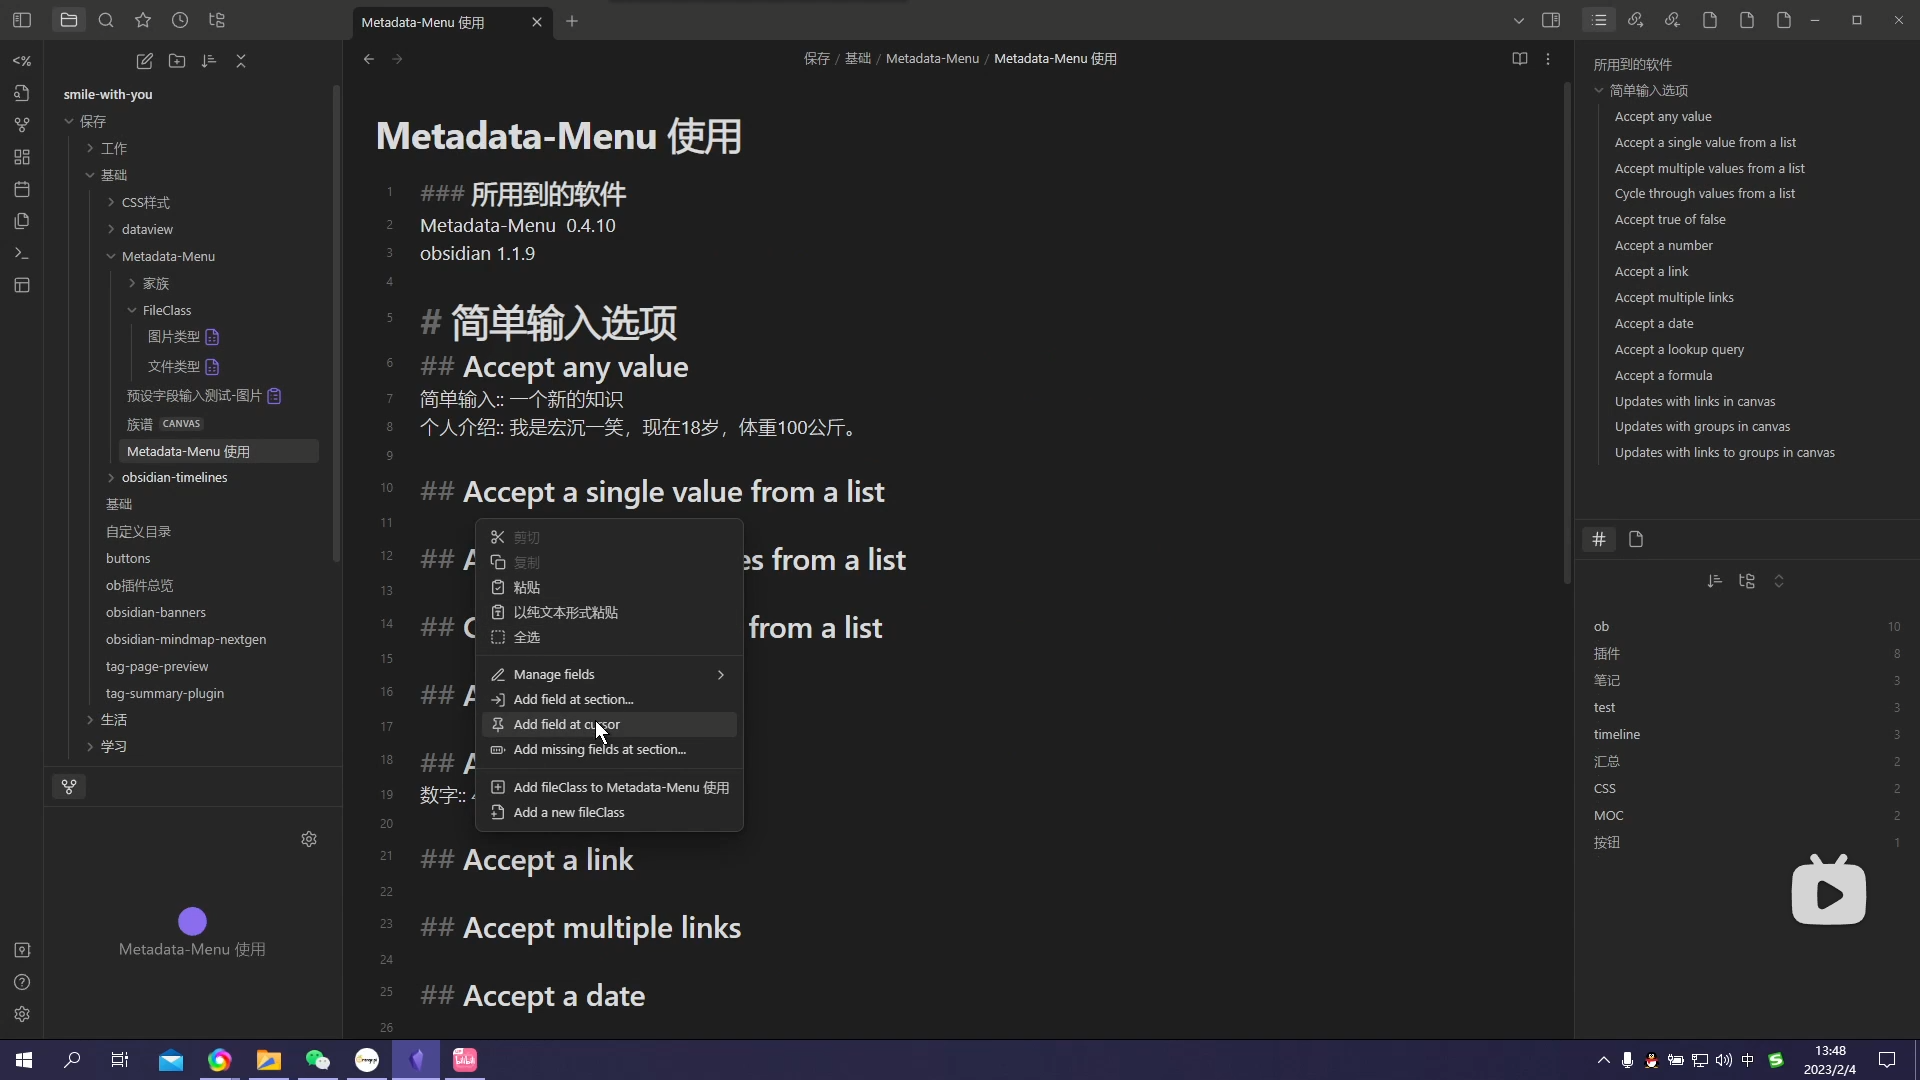 Metadata-Menu 使用
smile-with-you
保存
工作
基础
CSS样式
dataview
Metadata-Menu
家族
FileClass
图片类型
文件类型
预设字段输入测试-图片
族谱 CANVAS
Metadata-Menu 使用
obsidian-timelines
基础
自定义目录
buttons
ob插件总览
obsidian-banners
obsidian-mindmap-nextgen
tag-page-preview
tag-summary-plugin
生活
学习
Metadata-Menu 使用
保存 / 基础 / Metadata-Menu / Metadata-Menu 使用
Metadata-Menu 使用
1 ### 所用到的软件
2 Metadata-Menu 0.4.10
3 obsidian 1.1.9
4
5 # 简单输入选项
6 ## Accept any value
7 简单输入:: 一个新的知识
8 个人介绍:: 我是宏沉一笑，现在18岁，体重100公斤。
9
10 ## Accept a single value from a list
11
12 ## A es from a list
13
14 ## C from a list
15
16 ## A
17
18 ## A
19 数字::
20
21 ## Accept a link
22
23 ## Accept multiple links
24
25 ## Accept a date
26
剪切
复制
粘贴
以纯文本形式粘贴
全选
Manage fields
Add field at section...
Add field at cursor
Add missing fields at section...
Add fileClass to Metadata-Menu 使用
Add a new fileClass
所用到的软件
简单输入选项
Accept any value
Accept a single value from a list
Accept multiple values from a list
Cycle through values from a list
Accept true of false
Accept a number
Accept a link
Accept multiple links
Accept a date
Accept a lookup query
Accept a formula
Updates with links in canvas
Updates with groups in canvas
Updates with links to groups in canvas
ob 10
插件 8
笔记 3
test 3
timeline 3
汇总 2
CSS 2
MOC 2
按钮 1
中
13:48
2023/2/4